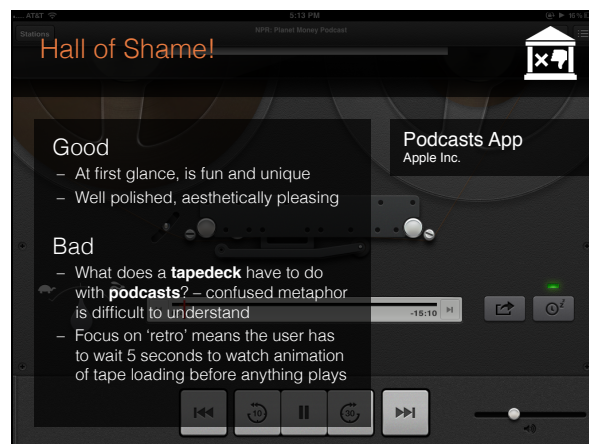 AT&T
5:13 PM
16%
Stations
NPR: Planet Money Podcast
Hall of Shame!
Podcasts App
Apple Inc.
Good
– At first glance, is fun and unique
– Well polished, aesthetically pleasing
Bad
– What does a tapedeck have to do
with podcasts? – confused metaphor
is difficult to understand
– Focus on ‘retro’ means the user has
to wait 5 seconds to watch animation
of tape loading before anything plays
-15:10
z
10
30